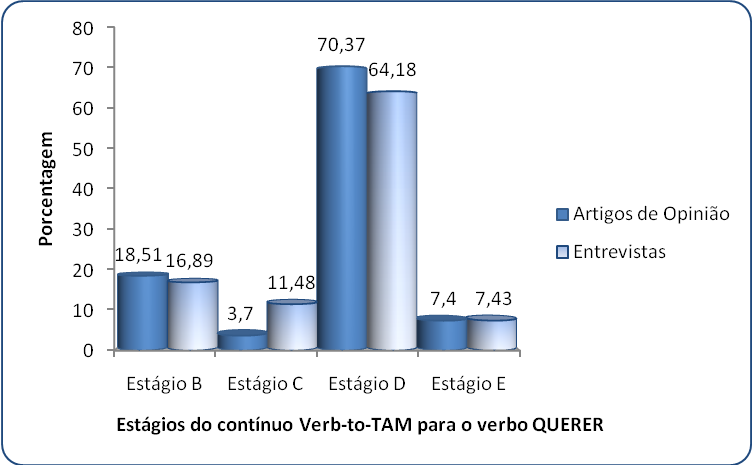 80
70
60
50
40
30
20
10
0
Porcentagem
18,51
16,89
3,7
11,48
70,37
64,18
7,4
7,43
Estágio B
Estágio C
Estágio D
Estágio E
Estágios do contínuo Verb-to-TAM para o verbo QUERER
Artigos de Opinião
Entrevistas